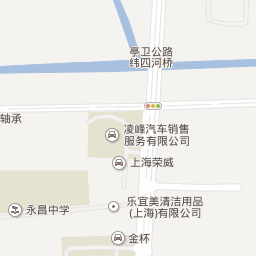 亭卫公路
纬四河桥
轴承
凌峰汽车销售
服务有限公司
上海荣威
乐宜美清洁用品
(上海)有限公司
永昌中学
金杯